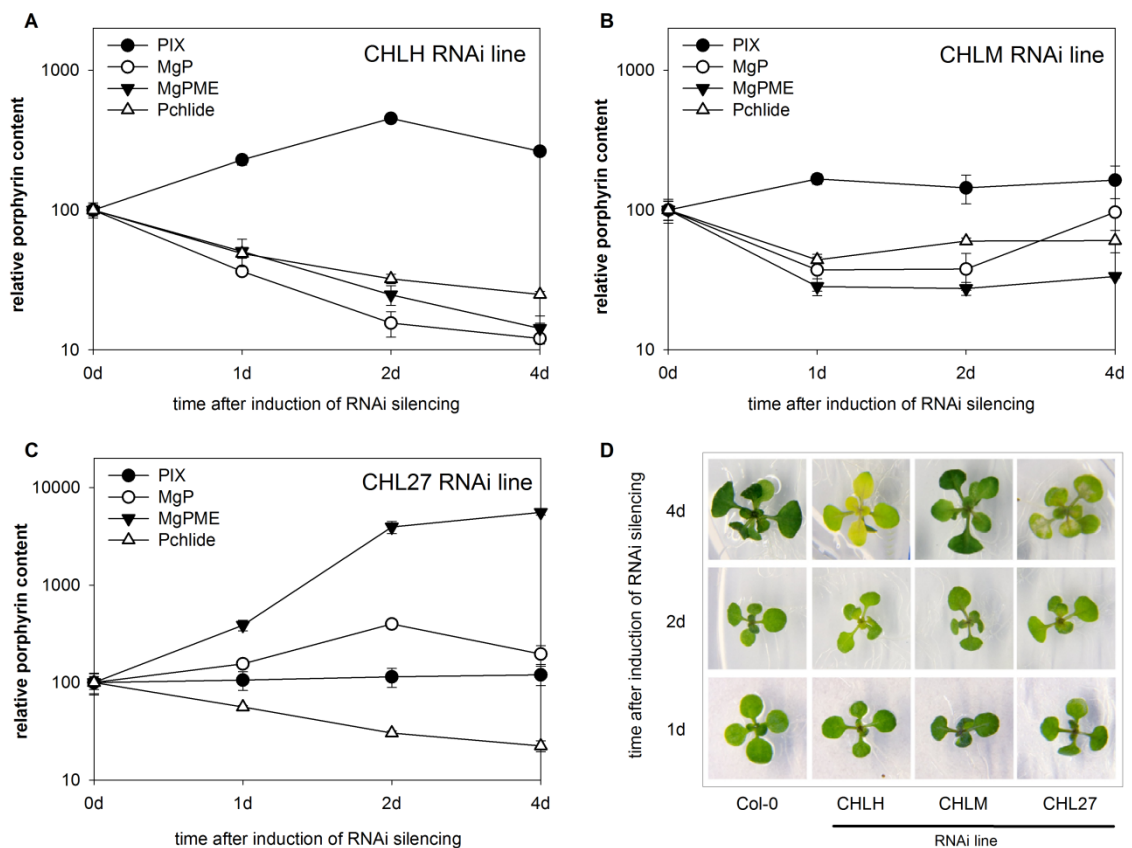 A
1000
100
10
relative porphyrin content
PIX
MgP
MgPME
Pchlide
CHLH RNAi line
0d 1d 2d 4d
time after induction of RNAi silencing
B
1000
100
10
relative porphyrin content
PIX
MgP
MgPME
Pchlide
CHLM RNAi line
0d 1d 2d 4d
time after induction of RNAi silencing
C
10000
1000
100
10
relative porphyrin content
PIX
MgP
MgPME
Pchlide
CHL27 RNAi line
0d 1d 2d 4d
time after induction of RNAi silencing
D
time after induction of RNAi silencing
4d
2d
1d
Col-0 CHLH CHLM CHL27
RNAi line